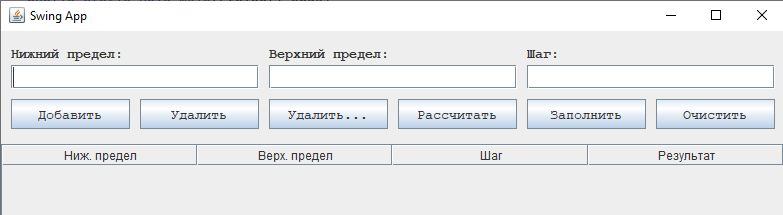 Swing App
Нижний предел: Верхний предел: Шаг:
Добавить Удалить Удалить... Рассчитать Заполнить Очистить
Ниж. предел Верх. предел Шаг Результат